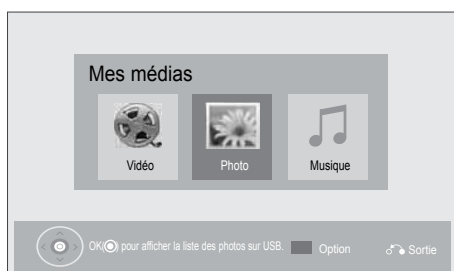 Mes médias
Vidéo Photo Musique
OK(◉) pour afficher la liste des photos sur USB. Option Sortie